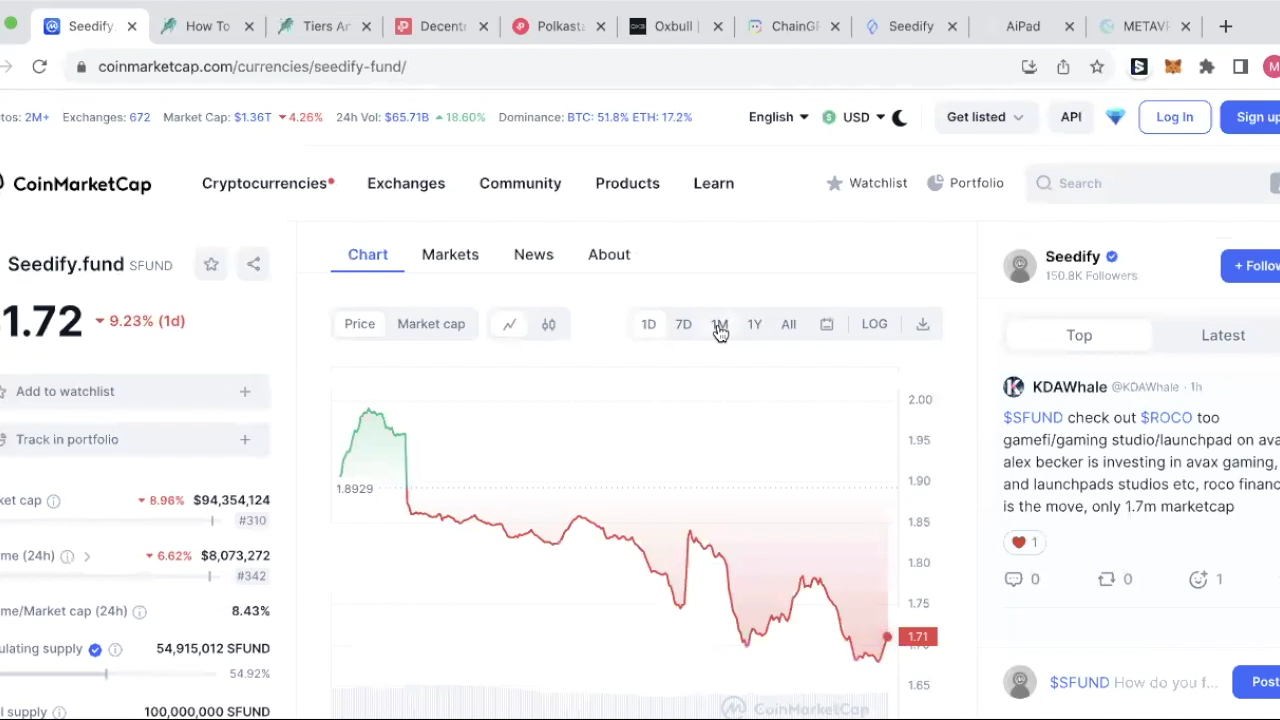 Seedify
How To
Tiers Ar
Decent
Polkasta
Oxbull
ChainGP
Seedify
AiPad
METAVE
coinmarketcap.com/currencies/seedify-fund/
tos: 2M+ Exchanges: 672 Market Cap: $1.36T 4.26% 24h Vol: $65.71B 18.60% Dominance: BTC: 51.8% ETH: 17.2%
English USD Get listed API Log In Sign up
CoinMarketCap Cryptocurrencies Exchanges Community Products Learn Watchlist Portfolio Search
Seedify.fund SFUND
1.72 9.23% (1d)
Add to watchlist +
Track in portfolio +
ket cap 8.96% $94,354,124
#310
me (24h) 6.62% $8,073,272
#342
me/Market cap (24h) 8.43%
ulating supply 54,915,012 SFUND
54.92%
l supply 100,000,000 SFUND
Chart Markets News About
Price Market cap 1D 7D 1M 1Y All LOG
2.00
1.95
1.90
1.8929
1.85
1.80
1.75
1.71
1.70
1.65
CoinMarketCap
Seedify
150.8K Followers
+ Follow
Top Latest
KDAWhale @KDAWhale · 1h
$SFUND check out $ROCO too
gamefi/gaming studio/launchpad on ava
alex becker is investing in avax gaming,
and launchpads studios etc, roco financ
is the move, only 1.7m marketcap
1
0 0 1
$SFUND How do you f...
Post